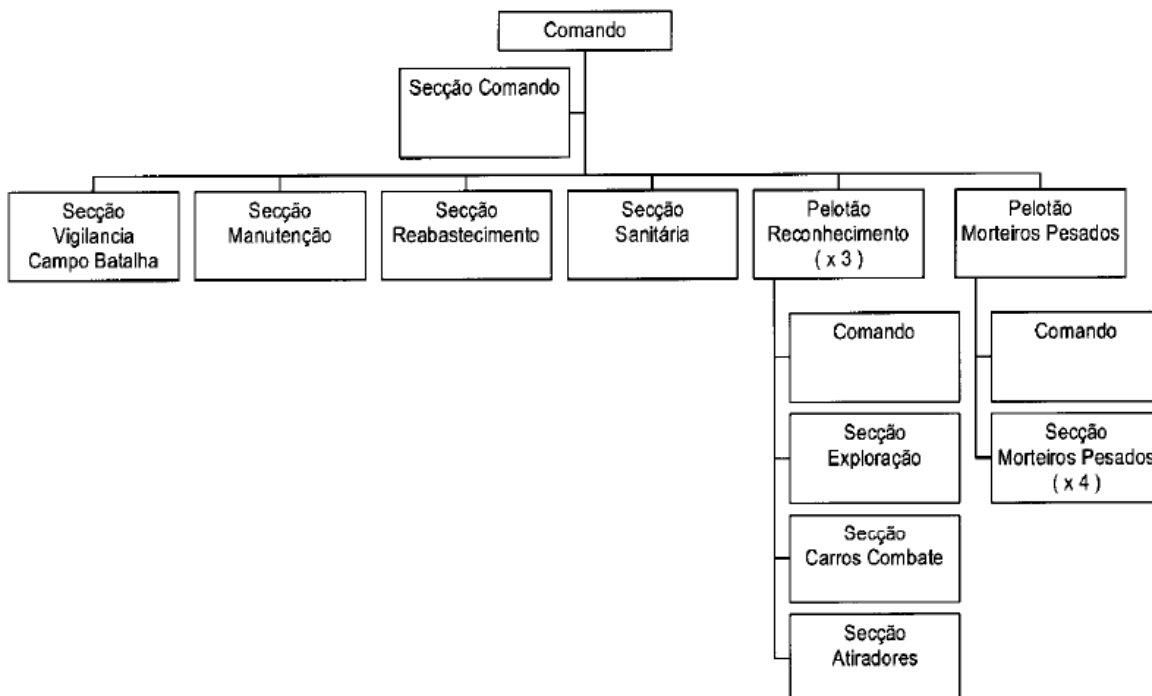 Comando
Secção Comando
Secção
Vigilancia
Campo Batalha
Secção
Manutenção
Secção
Reabastecimento
Secção
Sanitária
Pelotão
Reconhecimento
( x 3 )
Pelotão
Morteiros Pesados
Comando
Secção
Exploração
Secção
Carros Combate
Secção
Atiradores
Comando
Secção
Morteiros Pesados
( x 4 )